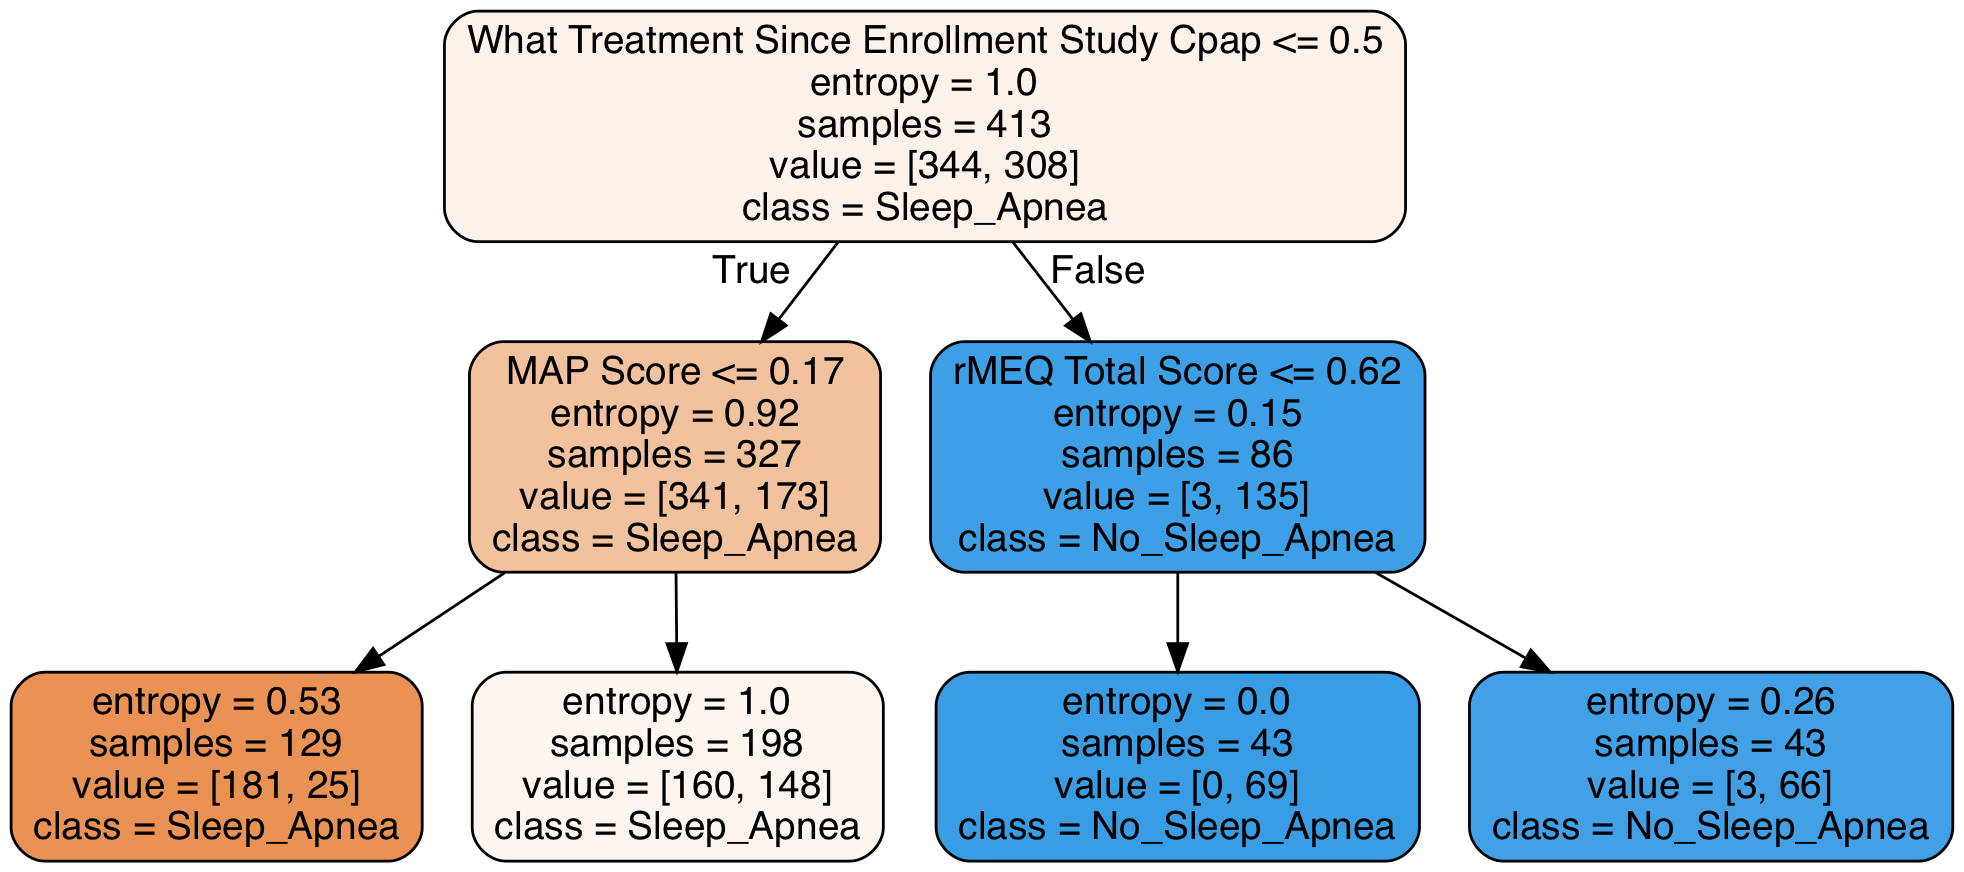 What Treatment Since Enrollment Study Cpap <= 0.5
entropy = 1.0
samples = 413
value = [344, 308]
class = Sleep_Apnea
True
False
MAP Score <= 0.17
entropy = 0.92
samples = 327
value = [341, 173]
class = Sleep_Apnea
rMEQ Total Score <= 0.62
entropy = 0.15
samples = 86
value = [3, 135]
class = No_Sleep_Apnea
entropy = 0.53
samples = 129
value = [181, 25]
class = Sleep_Apnea
entropy = 1.0
samples = 198
value = [160, 148]
class = Sleep_Apnea
entropy = 0.0
samples = 43
value = [0, 69]
class = No_Sleep_Apnea
entropy = 0.26
samples = 43
value = [3, 66]
class = No_Sleep_Apnea